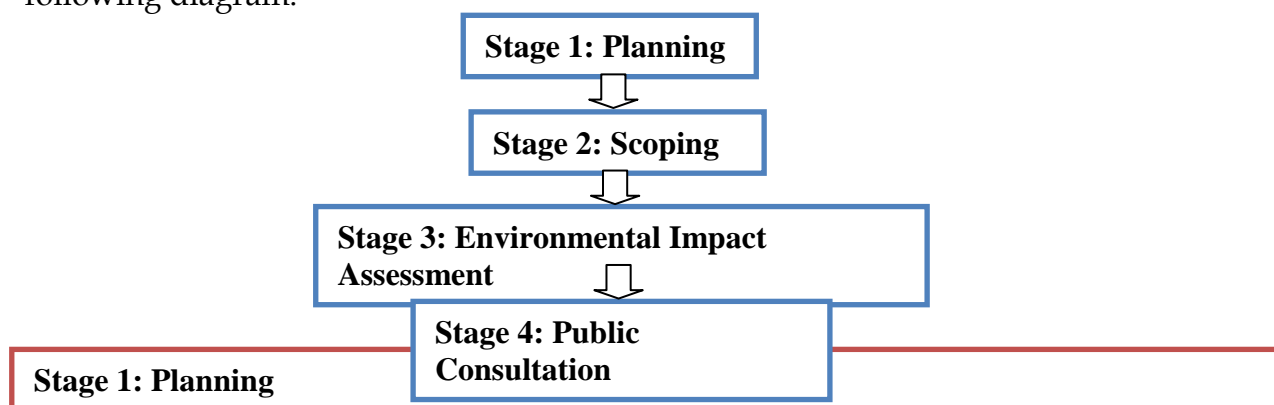 following diagram.
Stage 1: Planning
Stage 2: Scoping
Stage 3: Environmental Impact
Assessment
Stage 4: Public
Consultation
Stage 1: Planning